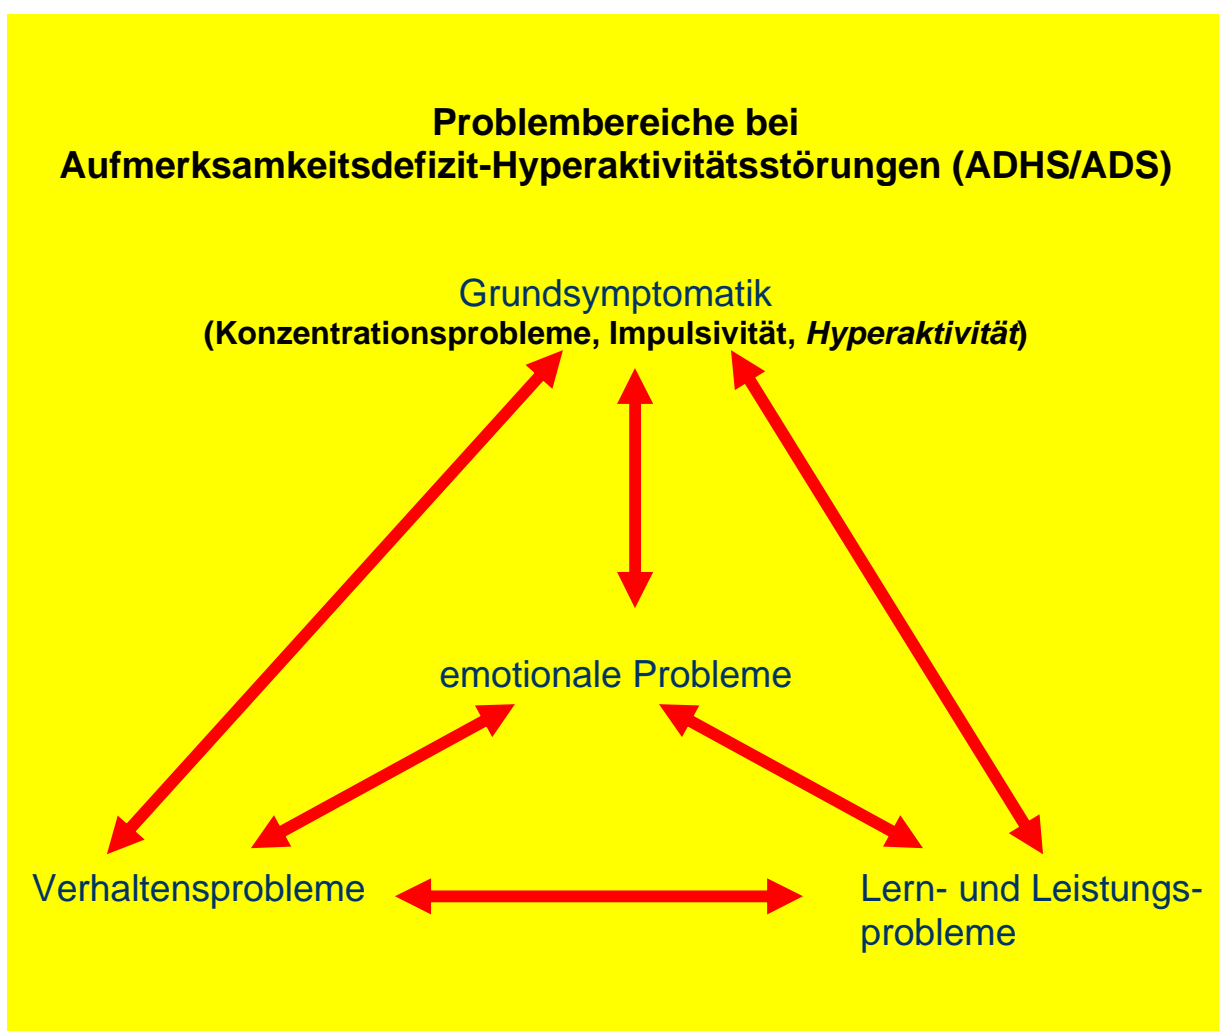 Problembereiche bei
Aufmerksamkeitsdefizit-Hyperaktivitätsstörungen (ADHS/ADS)
Grundsymptomatik
(Konzentrationsprobleme, Impulsivität, Hyperaktivität)
emotionale Probleme
Verhaltensprobleme
Lern- und Leistungs-
probleme